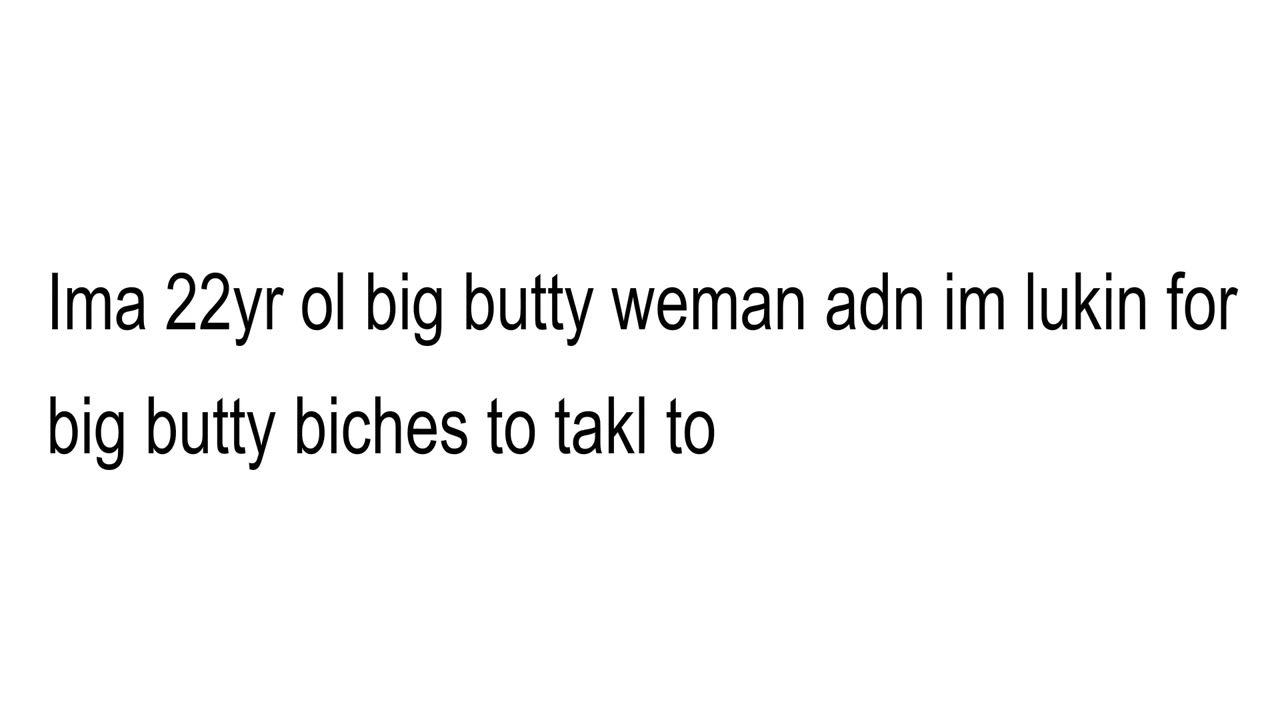 Ima 22yr ol big butty weman adn im lukin for
big butty biches to takl to